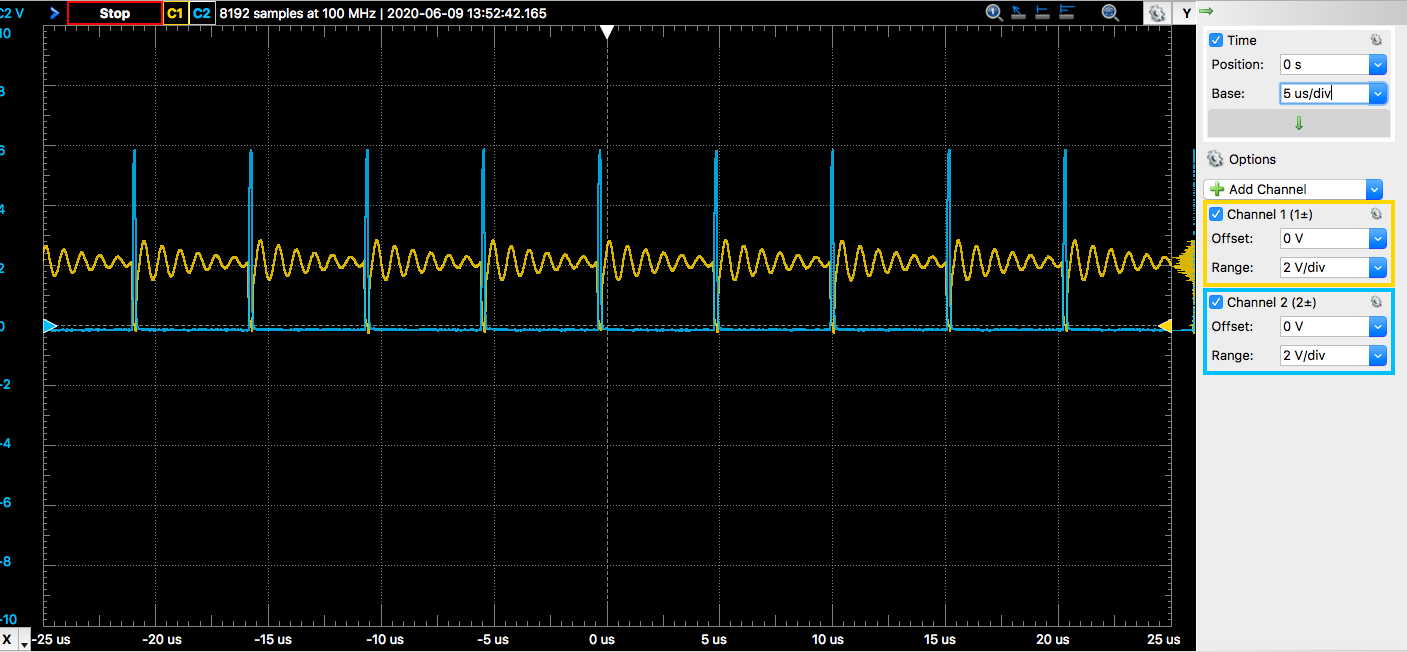 C2 V Stop C1 C2 8192 samples at 100 MHz | 2020-06-09 13:52:42.165 Y
10
8
6
4
2
0
-2
-4
-6
-8
-10
X -25 us -20 us -15 us -10 us -5 us 0 us 5 us 10 us 15 us 20 us 25 us
Time
Position: 0 s
Base: 5 us/div
Options
Add Channel
Channel 1 (1±)
Offset: 0 V
Range: 2 V/div
Channel 2 (2±)
Offset: 0 V
Range: 2 V/div